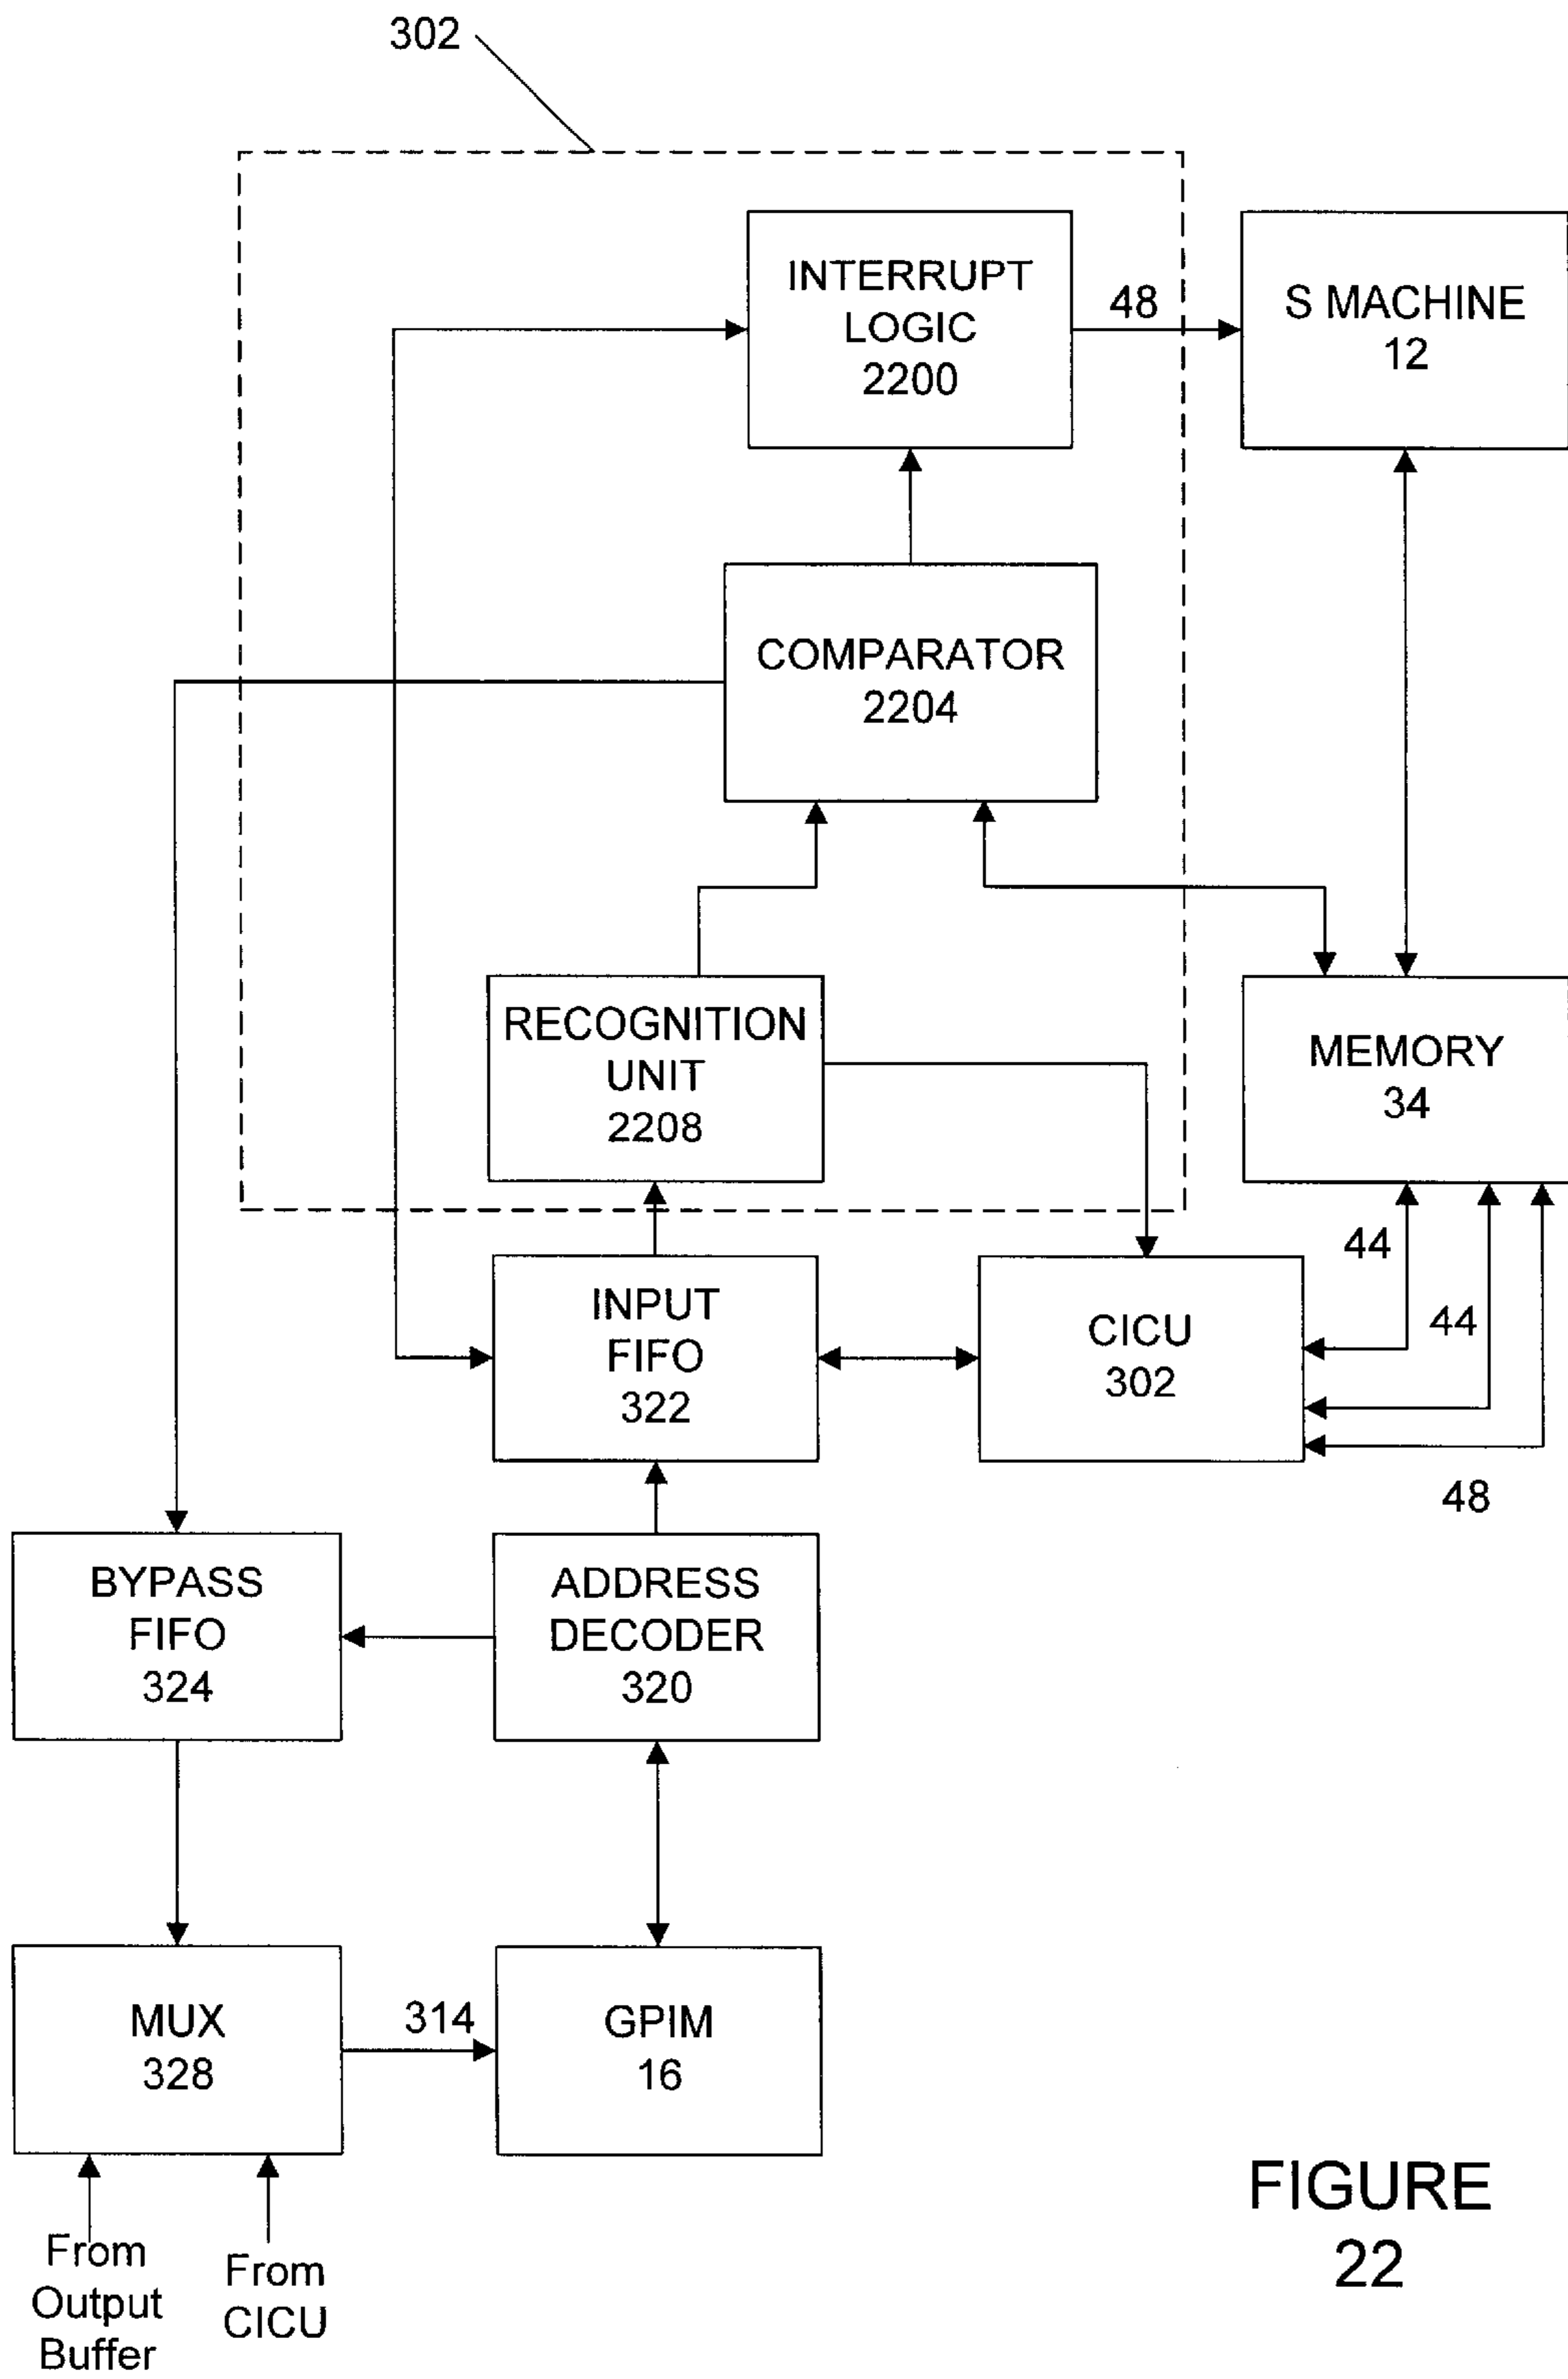 302
INTERRUPT
LOGIC
2200
48
S MACHINE
12
COMPARATOR
2204
RECOGNITION
UNIT
2208
MEMORY
34
44
44
48
INPUT
FIFO
322
CICU
302
BYPASS
FIFO
324
ADDRESS
DECODER
320
MUX
328
314
GPIM
16
From
Output
Buffer
From
CICU
FIGURE
22